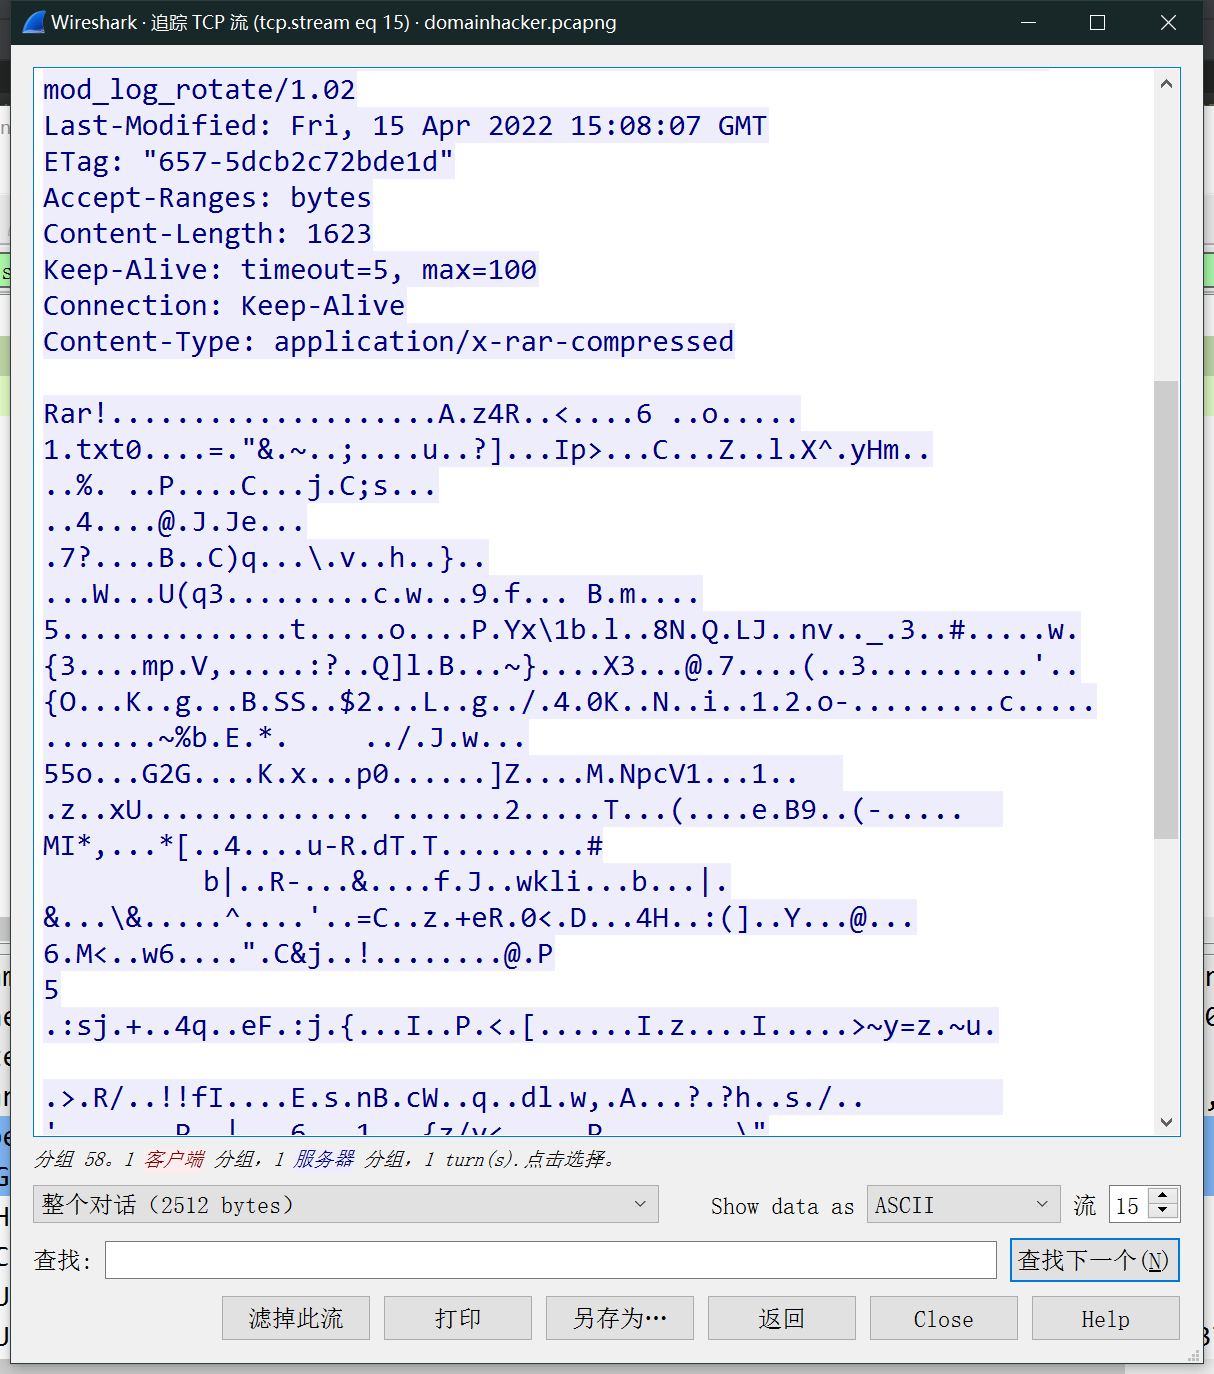 Wireshark · 追踪 TCP 流 (tcp.stream eq 15) · domainhacker.pcapng
mod_log_rotate/1.02
Last-Modified: Fri, 15 Apr 2022 15:08:07 GMT
ETag: "657-5dcb2c72bde1d"
Accept-Ranges: bytes
Content-Length: 1623
Keep-Alive: timeout=5, max=100
Connection: Keep-Alive
Content-Type: application/x-rar-compressed
Rar!....................A.z4R..<....6 ..o.....
1.txt0....=."&.~..;....u..?]...Ip>...C...Z..l.X^.yHm..
..%. ..P....C...j.C;s...
..4....@.J.Je...
.7?....B..C)q...\.v..h..}..
...W...U(q3.........c.w...9.f... B.m....
5..............t.....o....P.Yx\1b.l..8N.Q.LJ..nv.._.3..#.....w.
{3....mp.V,.....:?..Q]l.B...~}....X3...@.7....(..3..........'..
{O...K..g...B.SS..$2...L..g../.4.0K..N..i..1.2.o-.........c.....
.......~%b.E.*.     ../.J.w...
55o...G2G....K.x...p0......]Z....M.NpcV1...1..
.z..xU.............. .......2.....T...(....e.B9..(-.....
MI*,...*[..4....u-R.dT.T.........#
b|..R-...&....f.J..wkli...b...|.
&...\&.....^....'..=C..z.+eR.0<.D...4H..:(]..Y...@...
6.M<..w6....".C&j..!........@.P
5
.:sj.+..4q..eF.:j.{...I..P.<.[......I.z....I.....>~y=z.~u.
.>.R/..!!fI....E.s.nB.cW..q..dl.w,.A...?.?h..s./..
分组 58。1 客户端 分组，1 服务器 分组，1 turn(s).点击选择。
整个对话（2512 bytes） Show data as ASCII 流 15
查找: 查找下一个(N)
滤掉此流 打印 另存为… 返回 Close Help